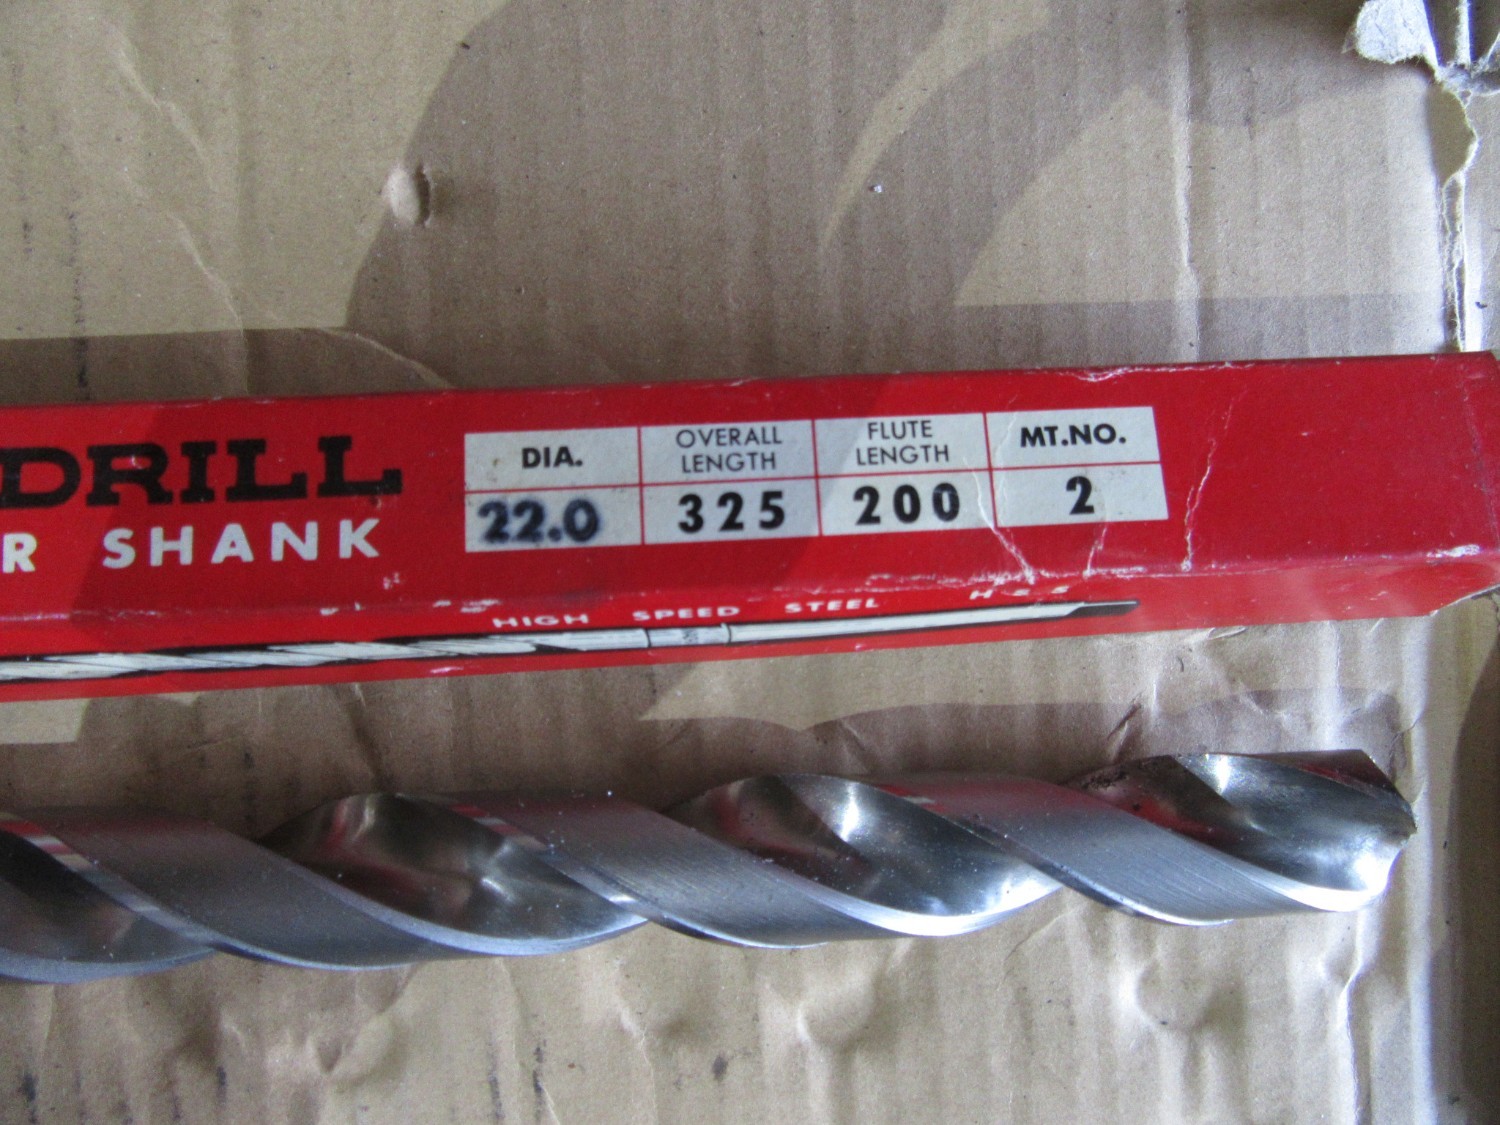 DRILL
R SHANK
DIA. OVERALL LENGTH FLUTE LENGTH MT.NO.
22.0 325 200 2
HIGH SPEED STEEL H S S